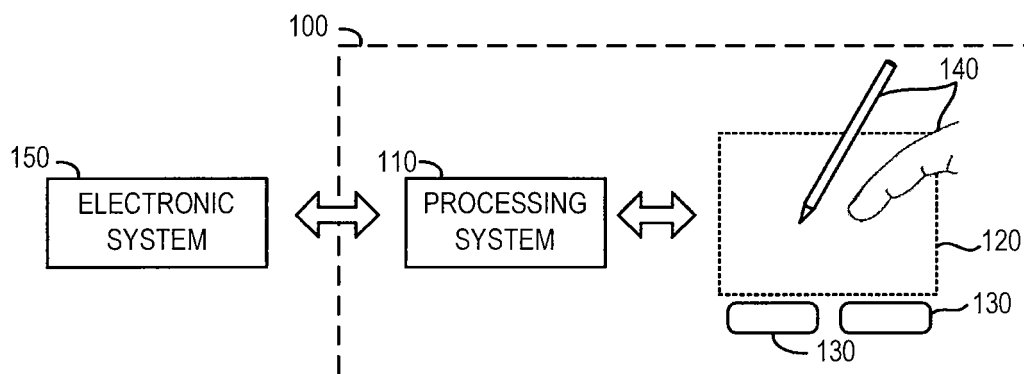 100
140
150
110
ELECTRONIC
SYSTEM
PROCESSING
SYSTEM
120
130
130